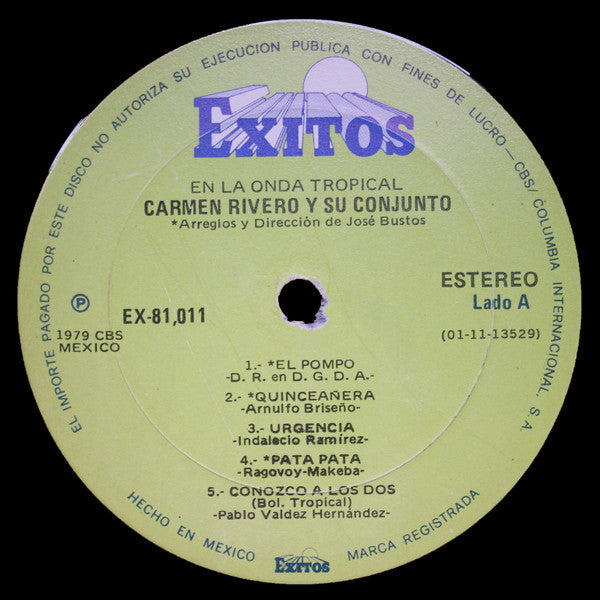 EL IMPORTE PAGADO POR ESTE DISCO NO AUTORIZA SU EJECUCION PUBLICA CON FINES DE LUCRO — CBS/COLUMBIA INTERNACIONAL, S.A.
EXITOS
EN LA ONDA TROPICAL
CARMEN RIVERO Y SU CONJUNTO
*Arreglos y Dirección de José Bustos
ESTEREO
Lado A
(01-11-13529)
EX-81,011
℗
1979 CBS
MEXICO
1.- *EL POMPO
-D. R. en D. G. D. A.-
2.- *QUINCEAÑERA
-Arnulfo Briseño-
3.- URGENCIA
-Indalecio Ramírez-
4.- *PATA PATA
-Ragovoy-Makeba-
5.- CONOZCO A LOS DOS
(Bol. Tropical)
-Pablo Valdez Hernández-
HECHO EN MEXICO
EXITOS
MARCA REGISTRADA